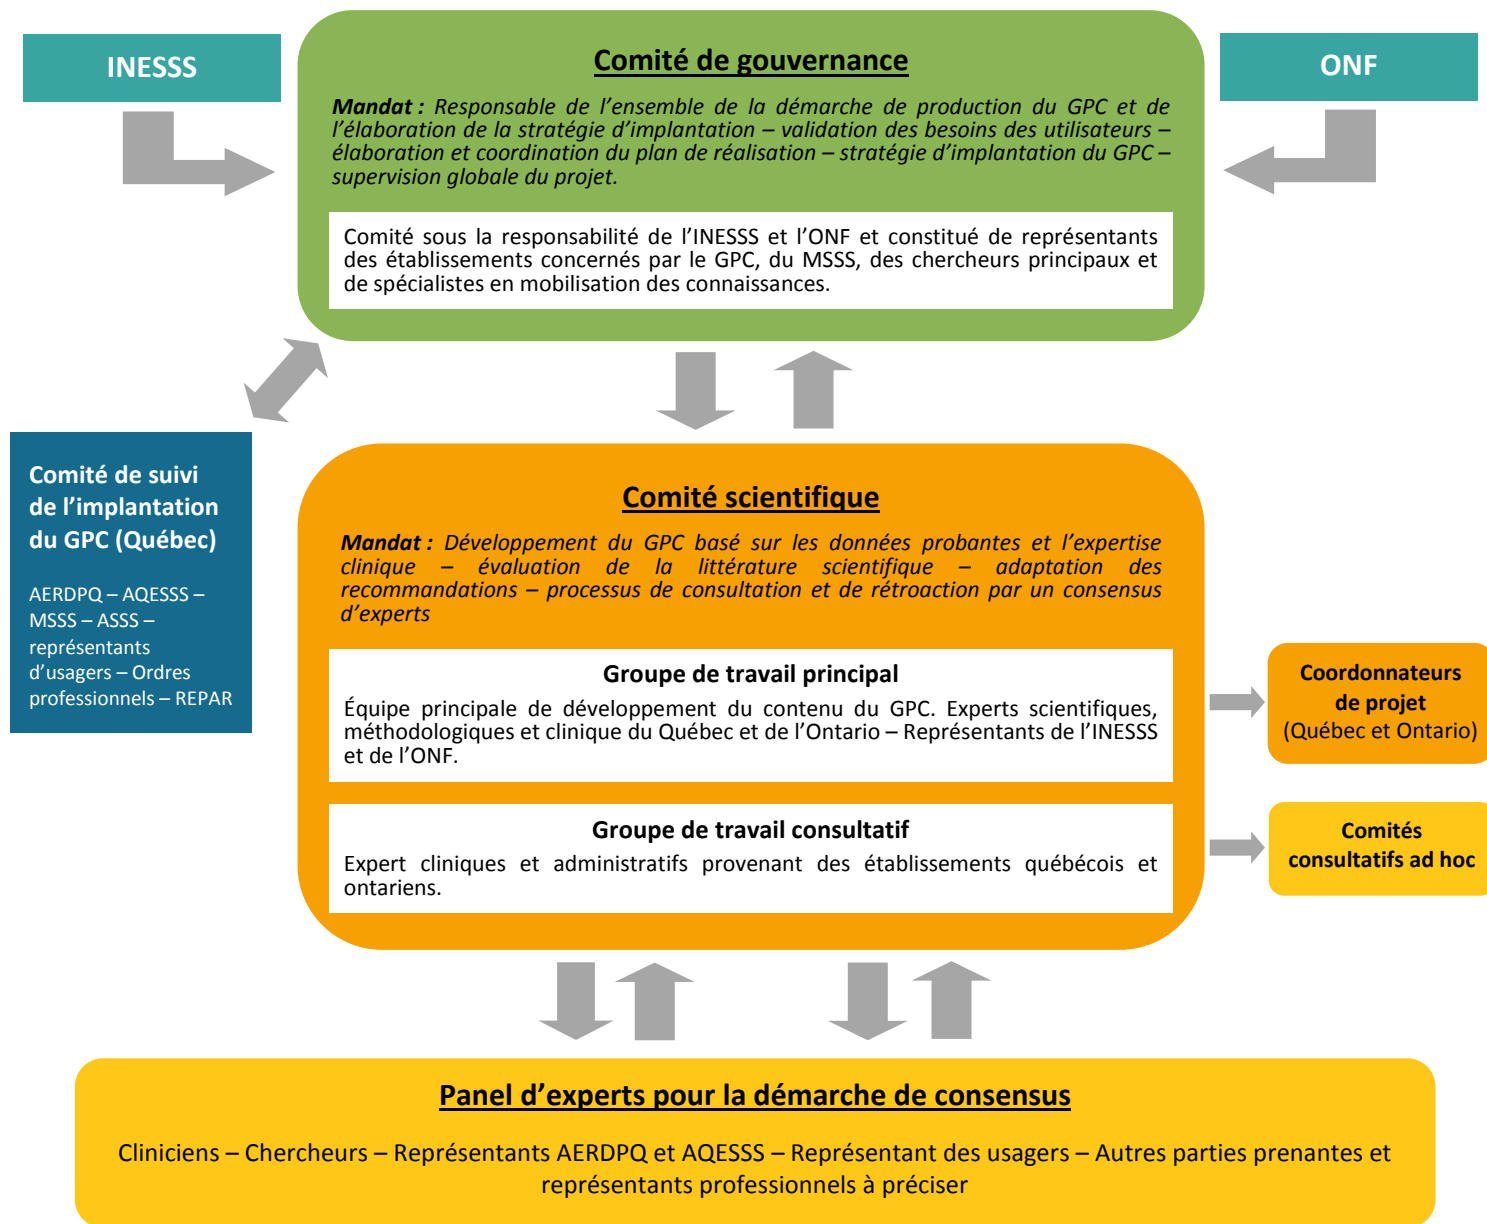 INESSS
ONF
Comité de gouvernance
Mandat : Responsable de l’ensemble de la démarche de production du GPC et de
l’élaboration de la stratégie d’implantation – validation des besoins des utilisateurs –
élaboration et coordination du plan de réalisation – stratégie d’implantation du GPC –
supervision globale du projet.
Comité sous la responsabilité de l’INESSS et l’ONF et constitué de représentants
des établissements concernés par le GPC, du MSSS, des chercheurs principaux et
de spécialistes en mobilisation des connaissances.
Comité de suivi
de l’implantation
du GPC (Québec)
AERDPQ – AQESSS –
MSSS – ASSS –
représentants
d’usagers – Ordres
professionnels – REPAR
Comité scientifique
Mandat : Développement du GPC basé sur les données probantes et l’expertise
clinique – évaluation de la littérature scientifique – adaptation des
recommandations – processus de consultation et de rétroaction par un consensus
d’experts
Groupe de travail principal
Équipe principale de développement du contenu du GPC. Experts scientifiques,
méthodologiques et clinique du Québec et de l’Ontario – Représentants de l’INESSS
et de l’ONF.
Groupe de travail consultatif
Expert cliniques et administratifs provenant des établissements québécois et
ontariens.
Coordonnateurs
de projet
(Québec et Ontario)
Comités
consultatifs ad hoc
Panel d’experts pour la démarche de consensus
Cliniciens – Chercheurs – Représentants AERDPQ et AQESSS – Représentant des usagers – Autres parties prenantes et
représentants professionnels à préciser